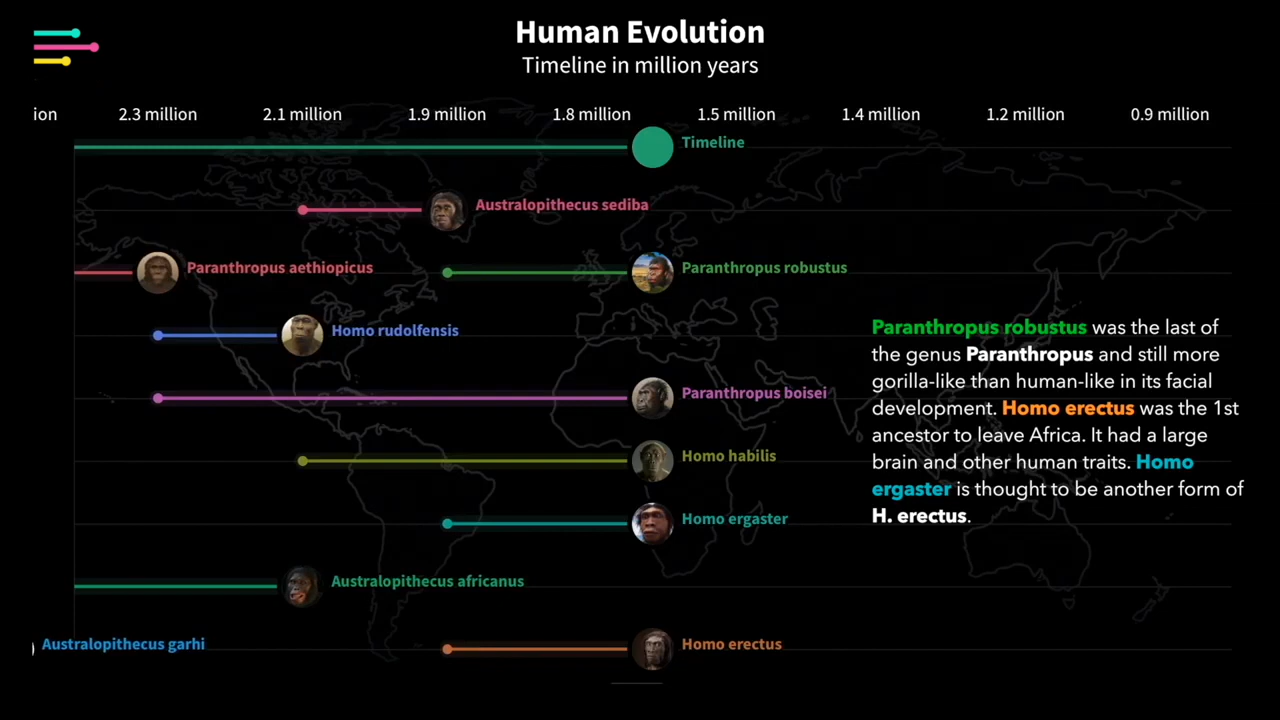 Human Evolution
Timeline in million years
ion 2.3 million 2.1 million 1.9 million 1.8 million 1.5 million 1.4 million 1.2 million 0.9 million
Timeline
Australopithecus sediba
Paranthropus aethiopicus
Paranthropus robustus
Homo rudolfensis
Paranthropus boisei
Homo habilis
Homo ergaster
Australopithecus africanus
Australopithecus garhi
Homo erectus
Paranthropus robustus was the last of
the genus Paranthropus and still more
gorilla-like than human-like in its facial
development. Homo erectus was the 1st
ancestor to leave Africa. It had a large
brain and other human traits. Homo
ergaster is thought to be another form of
H. erectus.